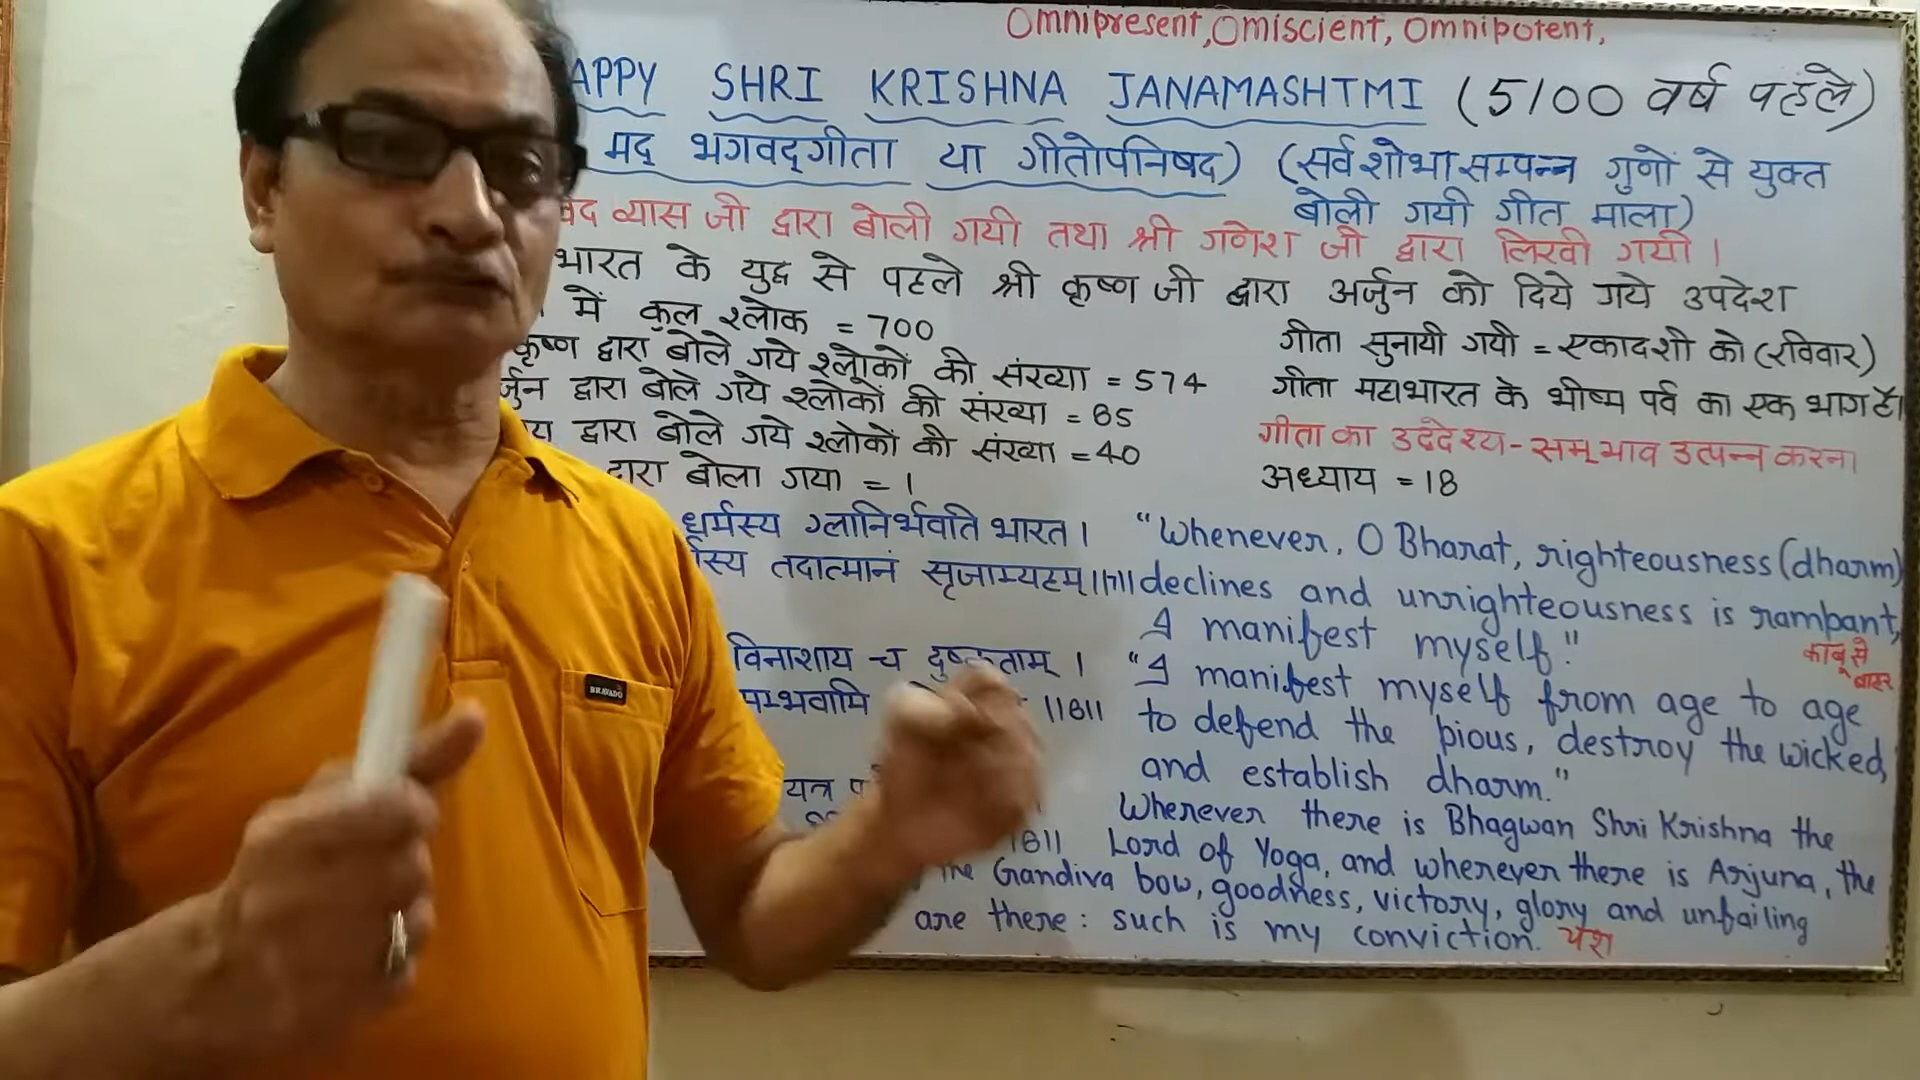 Omnipresent, Omiscient, Omnipotent,
APPY SHRI KRISHNA JANAMASHTMI (5100 वर्ष पहले)
मद् भगवद्गीता या गीतोपनिषद) (सर्वशोभासम्पन्न गुणों से युक्त
बोली गयी गीत माला)
वेद व्यास जी द्वारा बोली गयी तथा श्री गणेश जी द्वारा लिखी गयी।
भारत के युद्ध से पहले श्री कृष्ण जी द्वारा अर्जुन को दिये गये उपदेश
में कुल श्लोक = 700
गीता सुनायी गयी = एकादशी को (रविवार)
कृष्ण द्वारा बोले गये श्लोकों की संख्या = 574
गीता महाभारत के भीष्म पर्व का एक भाग है।
र्जुन द्वारा बोले गये श्लोकों की संख्या = 85
गीता का उद्देश्य - सम्भाव उत्पन्न करना
द्वारा बोले गये श्लोकों की संख्या = 40
द्वारा बोला गया = 1
अध्याय = 18
धर्मस्य ग्लानिर्भवति भारत।
र्मस्य तदात्मानं सृजाम्यहम्॥7॥
"Whenever, O Bharat, righteousness (dharm)
declines and unrighteousness is rampant,
I manifest myself."
काबू से
बाहर
विनाशाय च दुष्कृताम्।
म्भवामि ॥8॥
"I manifest myself from age to age
to defend the pious, destroy the wicked,
and establish dharm."
यत्र
Wherever there is Bhagwan Shri Krishna the
Lord of Yoga, and wherever there is Arjuna, the
the Gandiva bow, goodness, victory, glory and unfailing
are there: such is my conviction. यश
BRAVADO